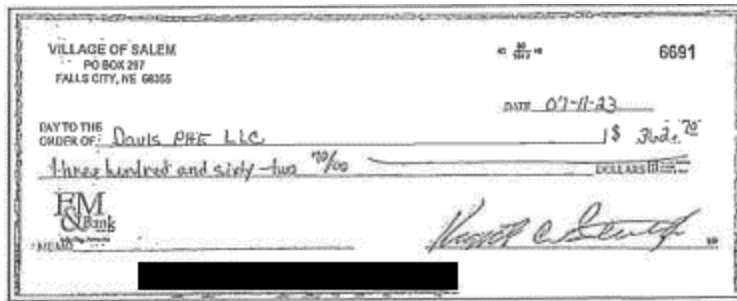 VILLAGE OF SALEM
PO BOX 297
FALLS CITY, NE 68355
6691
DATE 07-11-23
PAY TO THE
ORDER OF: Davis PHE LLC $ 362.70
three hundred and sixty-two 70/00 DOLLARS
F&M
Bank
MEMO